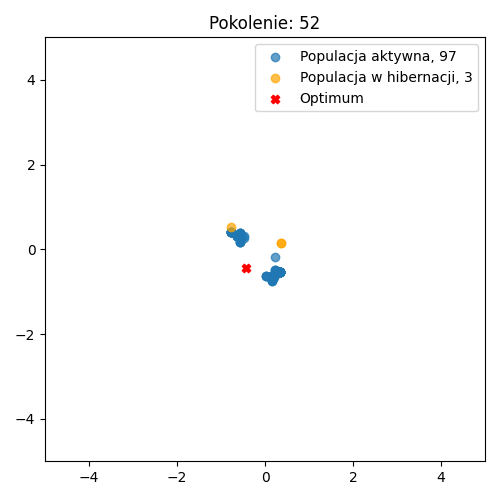 Pokolenie: 52
Populacja aktywna, 97
Populacja w hibernacji, 3
Optimum
4
2
0
−2
−4
−4
−2
0
2
4